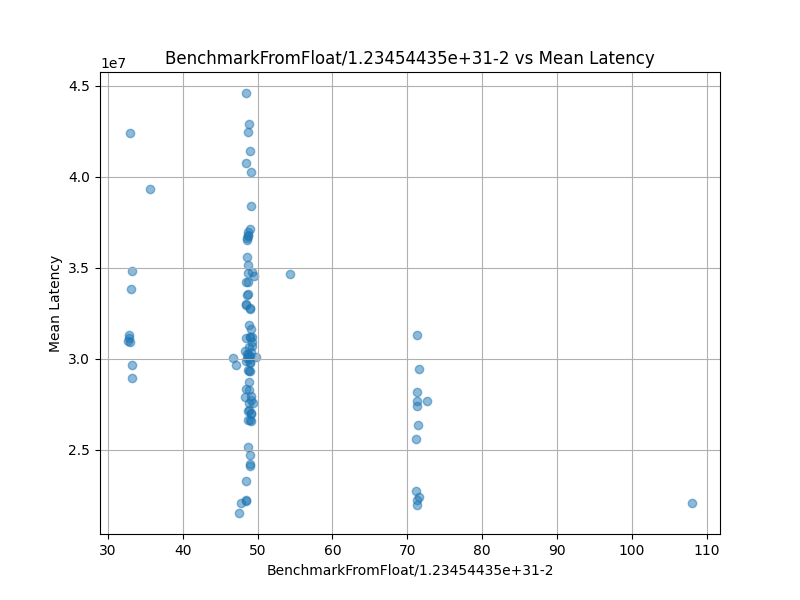 BenchmarkFromFloat/1.23454435e+31-2 vs Mean Latency
1e7
4.5
4.0
3.5
3.0
2.5
Mean Latency
30 40 50 60 70 80 90 100 110
BenchmarkFromFloat/1.23454435e+31-2